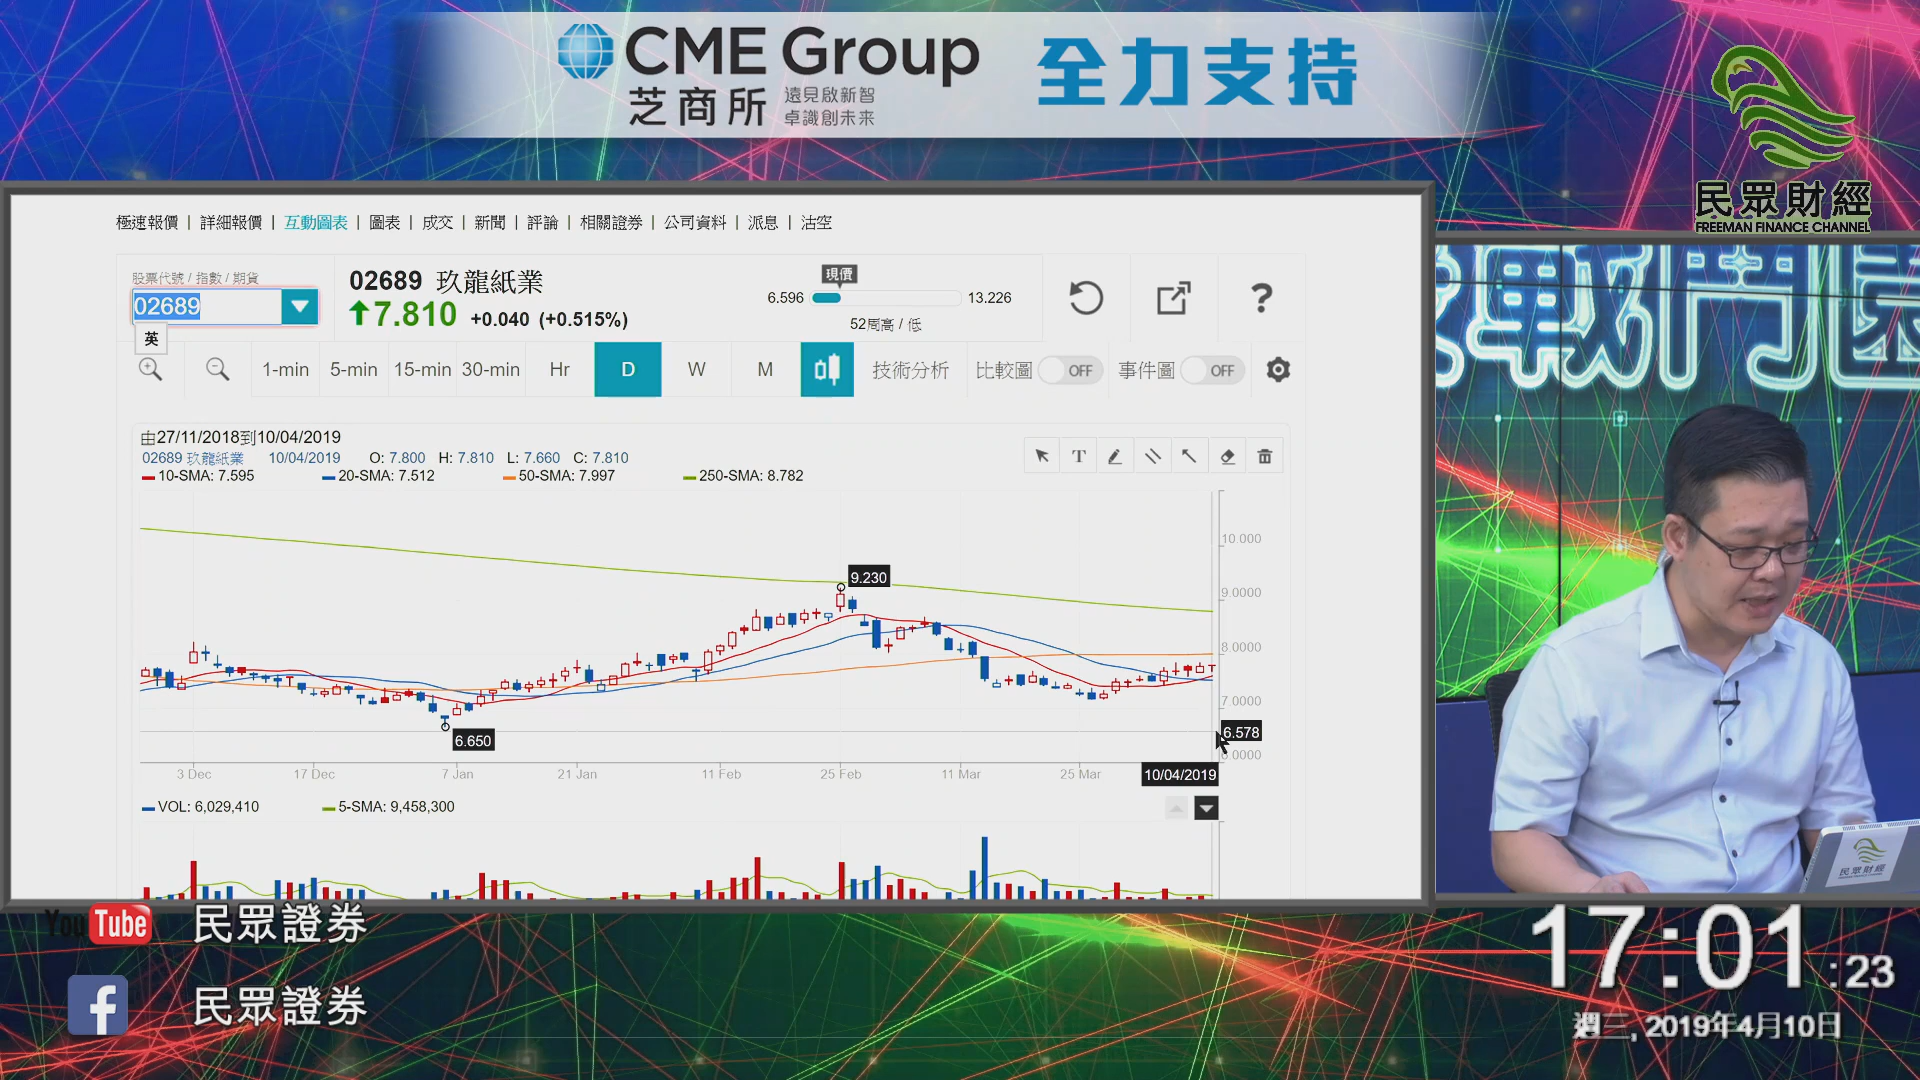 CME Group
芝商所
遠見啟新智
卓識創未來
全力支持
民眾財經
FREEMAN FINANCE CHANNEL
極速報價 | 詳細報價 | 互動圖表 | 圖表 | 成交 | 新聞 | 評論 | 相關證券 | 公司資料 | 派息 | 沽空
股票代號 / 指數 / 期貨
02689
英
02689 玖龍紙業
7.810 +0.040 (+0.515%)
現價
6.596
13.226
52周高 / 低
?
1-min 5-min 15-min 30-min Hr D W M 技術分析 比較圖 OFF 事件圖 OFF
由27/11/2018到10/04/2019
02689 玖龍紙業 10/04/2019 O: 7.800 H: 7.810 L: 7.660 C: 7.810
10-SMA: 7.595 20-SMA: 7.512 50-SMA: 7.997 250-SMA: 8.782
T
10.000
9.230
9.0000
8.0000
7.0000
6.650
6.578
6.0000
3 Dec 17 Dec 7 Jan 21 Jan 11 Feb 25 Feb 11 Mar 25 Mar 10/04/2019
VOL: 6,029,410 5-SMA: 9,458,300
民眾財經
YouTube 民眾證券
f 民眾證券
17:01:23
週三, 2019年4月10日